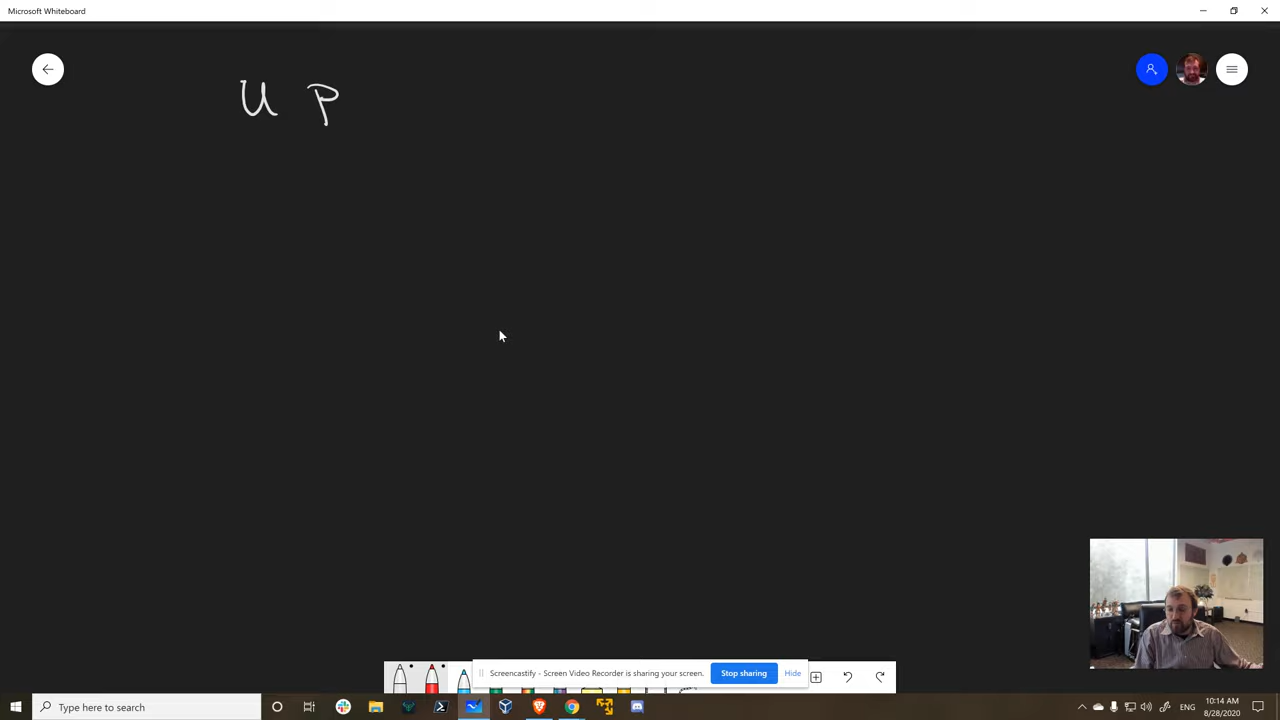 Microsoft Whiteboard
U P
Screencastify - Screen Video Recorder is sharing your screen.
Stop sharing
Hide
Type here to search
ENG
10:14 AM
8/28/2020